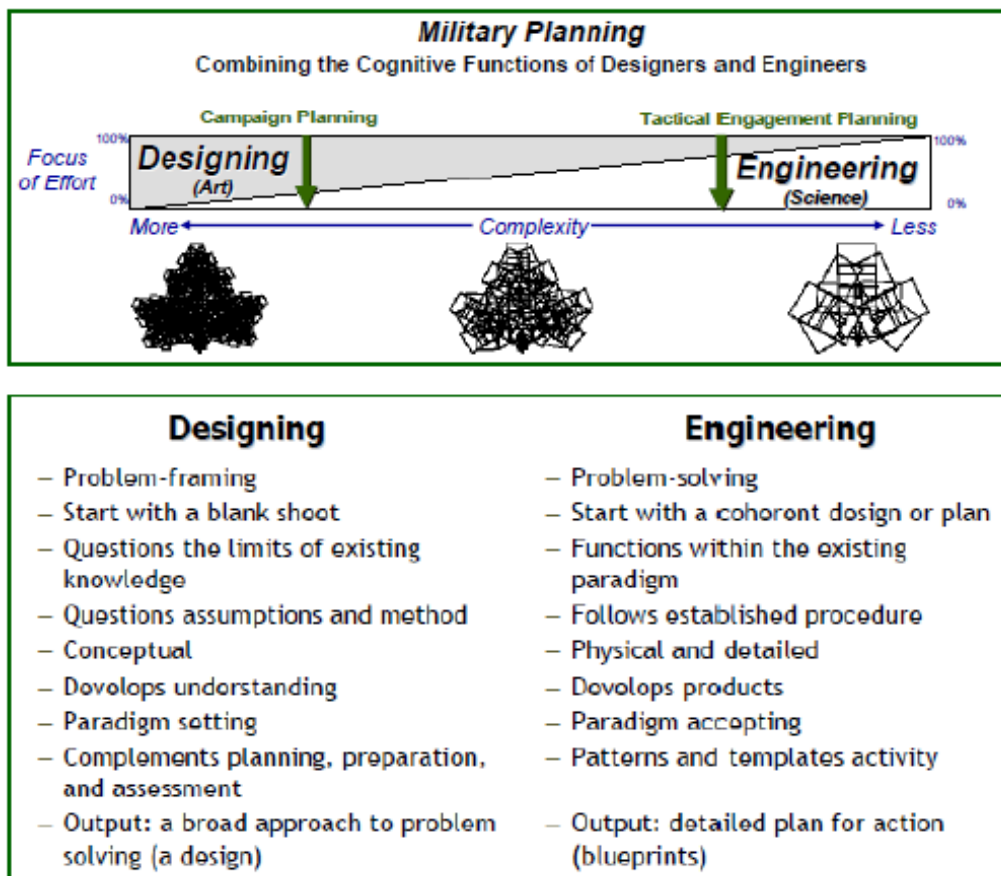 Military Planning
Combining the Cognitive Functions of Designers and Engineers
Campaign Planning
Tactical Engagement Planning
100%
100%
Focus
of Effort
Designing
(Art)
Engineering
(Science)
0%
0%
More
Complexity
Less
Designing
– Problem-framing
– Start with a blank shoot
– Questions the limits of existing
knowledge
– Questions assumptions and method
– Conceptual
– Dovolops understanding
– Paradigm setting
– Complements planning, preparation,
and assessment
– Output: a broad approach to problem
solving (a design)
Engineering
– Problem-solving
– Start with a cohoront dosign or plan
– Functions within the existing
paradigm
– Follows established procedure
– Physical and detailed
– Dovolops products
– Paradigm accepting
– Patterns and templates activity
– Output: detailed plan for action
(blueprints)